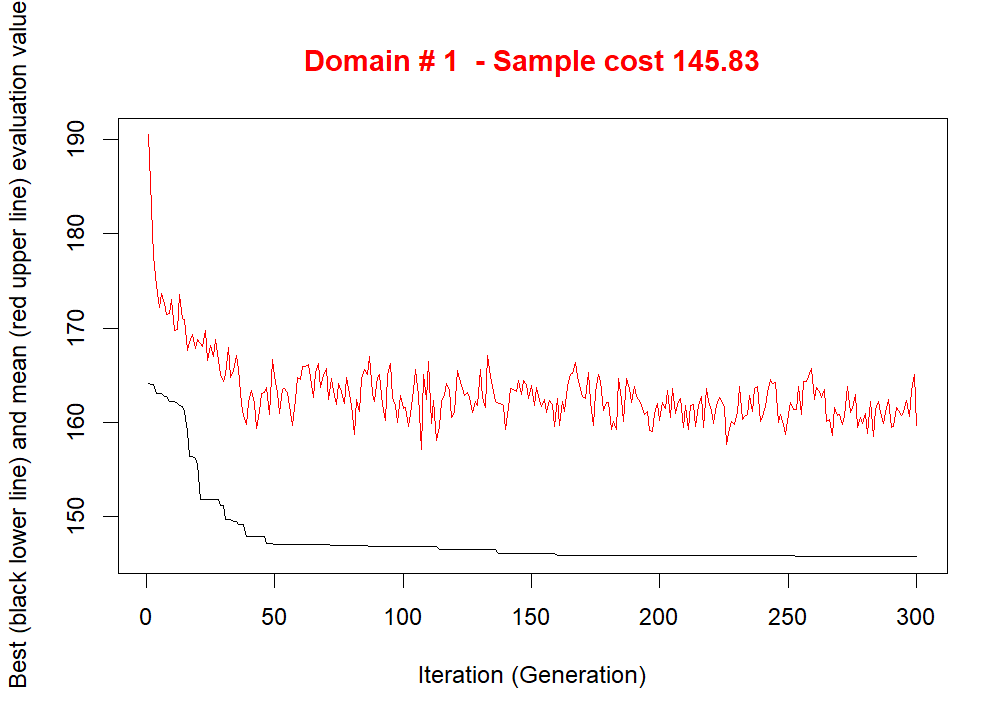 Domain # 1  - Sample cost 145.83
Best (black lower line) and mean (red upper line) evaluation value
190
180
170
160
150
0 50 100 150 200 250 300
Iteration (Generation)